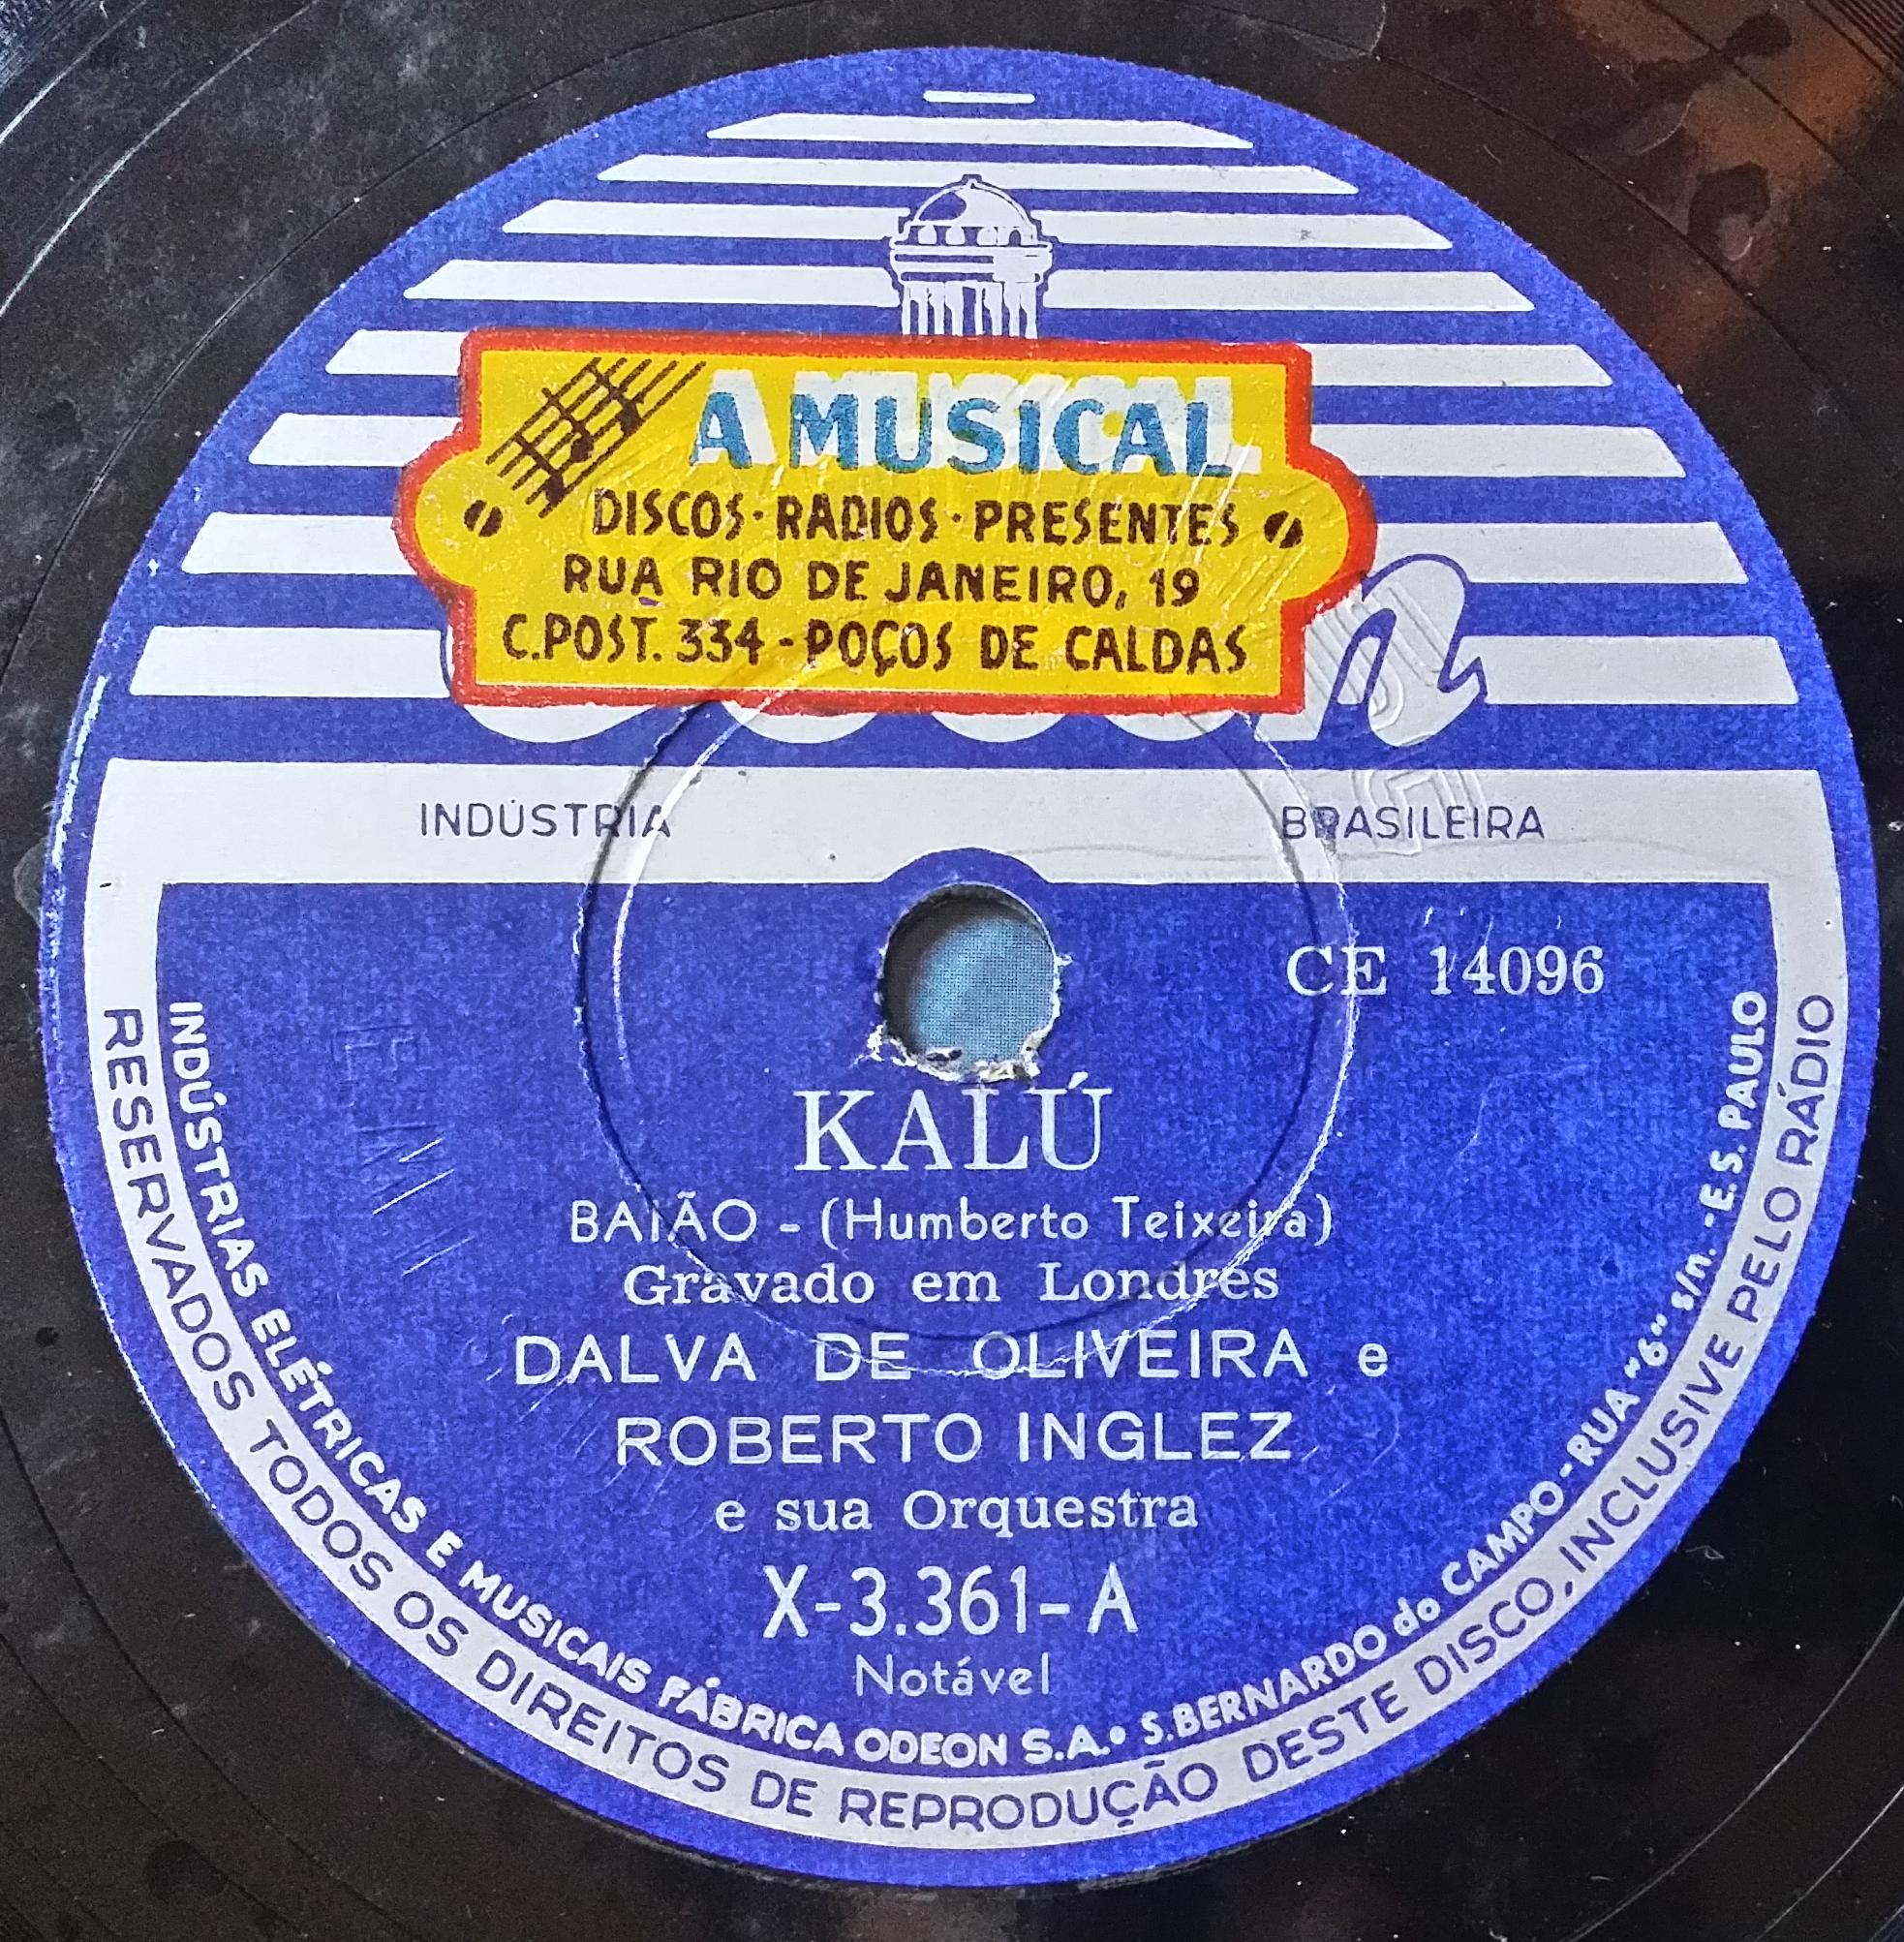 A MUSICAL
DISCOS · RADIOS · PRESENTES
RUA RIO DE JANEIRO, 19
C.POST. 334 - POÇOS DE CALDAS
INDÚSTRIA BRASILEIRA
CE 14096
KALÚ
BAIÃO - (Humberto Teixeira)
Gravado em Londres
DALVA DE OLIVEIRA e
ROBERTO INGLEZ
e sua Orquestra
X-3.361-A
Notável
INDÚSTRIAS ELÉTRICAS E MUSICAIS FÁBRICA ODEON S.A. • S. BERNARDO do CAMPO - RUA "6" s/n. - E.S. PAULO
RESERVADOS TODOS OS DIREITOS DE REPRODUÇÃO DESTE DISCO, INCLUSIVE PELO RÁDIO